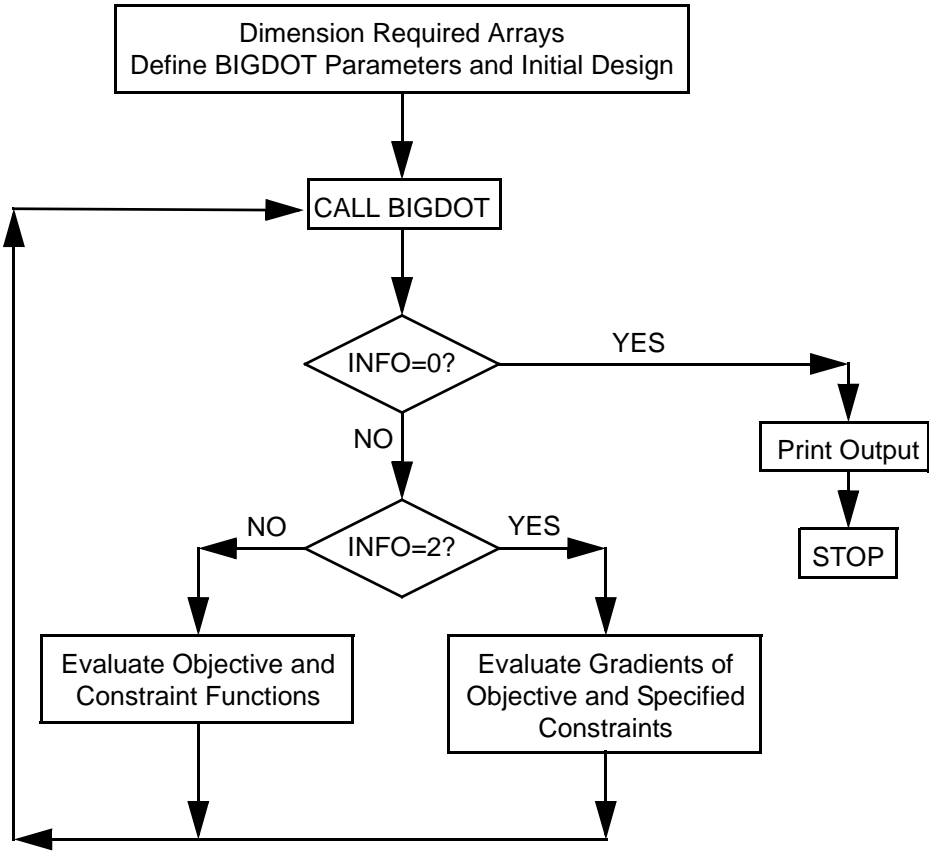 Dimension Required Arrays
Define BIGDOT Parameters and Initial Design
CALL BIGDOT
INFO=0?
YES
NO
Print Output
STOP
INFO=2?
NO
YES
Evaluate Objective and
Constraint Functions
Evaluate Gradients of
Objective and Specified
Constraints